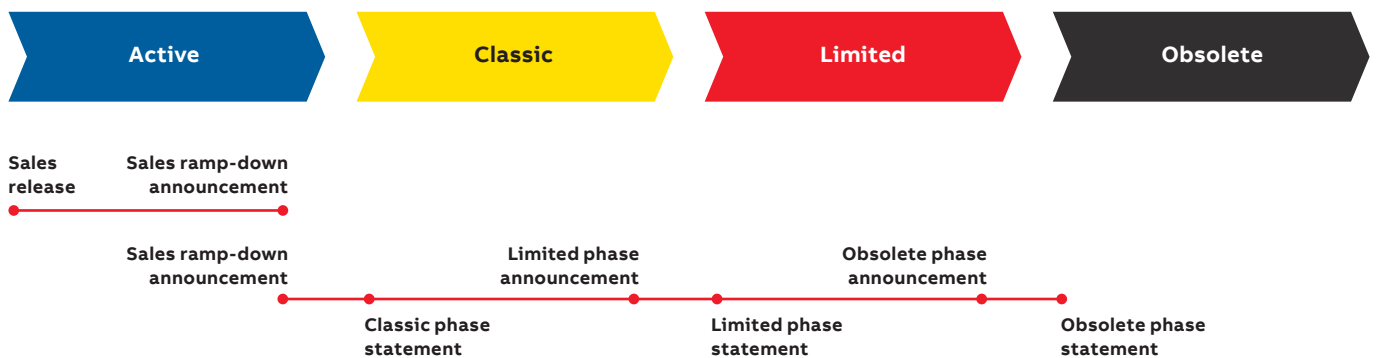 Active
Classic
Limited
Obsolete
Sales
release
Sales ramp-down
announcement
Sales ramp-down
announcement
Limited phase
announcement
Obsolete phase
announcement
Classic phase
statement
Limited phase
statement
Obsolete phase
statement